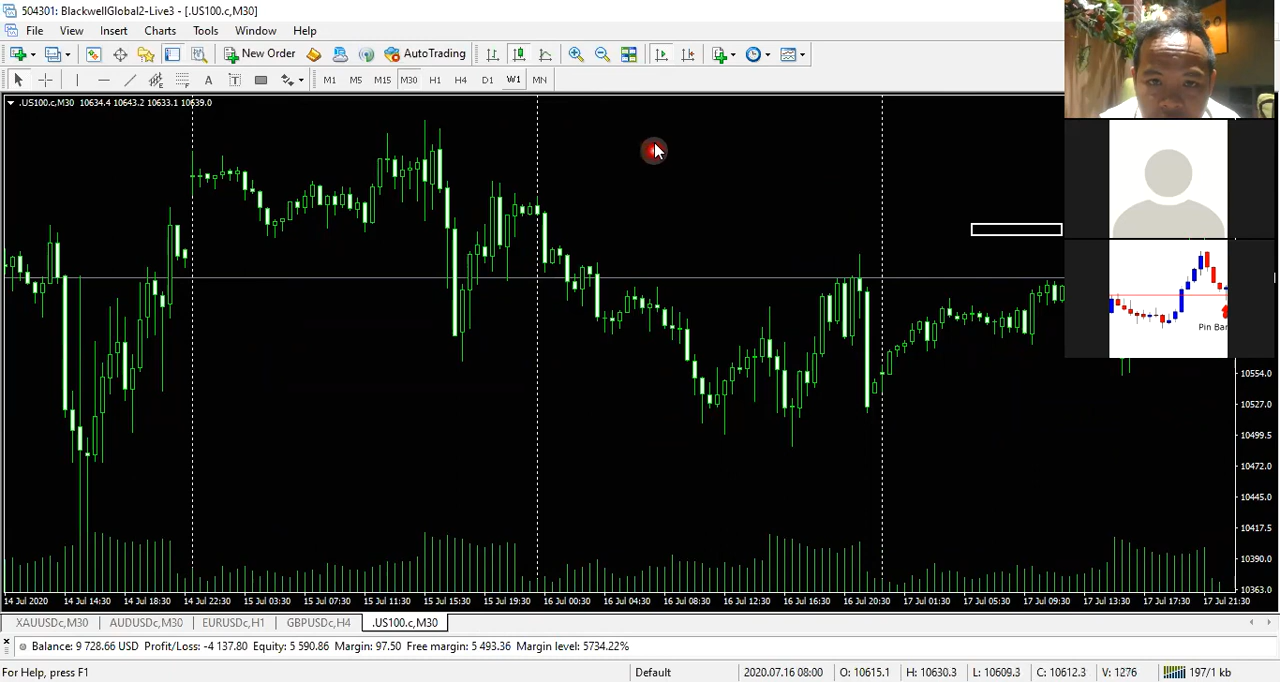 504301: BlackwellGlobal2-Live3 - [.US100.c,M30]
File View Insert Charts Tools Window Help
New Order AutoTrading
A T M1 M5 M15 M30 H1 H4 D1 W1 MN
.US100.c,M30 10634.4 10643.2 10633.1 10639.0
Pin Bar
10554.0
10527.0
10499.5
10472.0
10445.0
10417.5
10390.0
10363.0
14 Jul 2020 14 Jul 14:30 14 Jul 18:30 14 Jul 22:30 15 Jul 03:30 15 Jul 07:30 15 Jul 11:30 15 Jul 15:30 15 Jul 19:30 16 Jul 00:30 16 Jul 04:30 16 Jul 08:30 16 Jul 12:30 16 Jul 16:30 16 Jul 20:30 17 Jul 01:30 17 Jul 05:30 17 Jul 09:30 17 Jul 13:30 17 Jul 17:30 17 Jul 21:30
XAUUSDc,M30 AUDUSDc,M30 EURUSDc,H1 GBPUSDc,H4 .US100.c,M30
Balance: 9 728.66 USD Profit/Loss: -4 137.80 Equity: 5 590.86 Margin: 97.50 Free margin: 5 493.36 Margin level: 5734.22%
For Help, press F1 Default 2020.07.16 08:00 O: 10615.1 H: 10630.3 L: 10609.3 C: 10612.3 V: 1276 197/1 kb